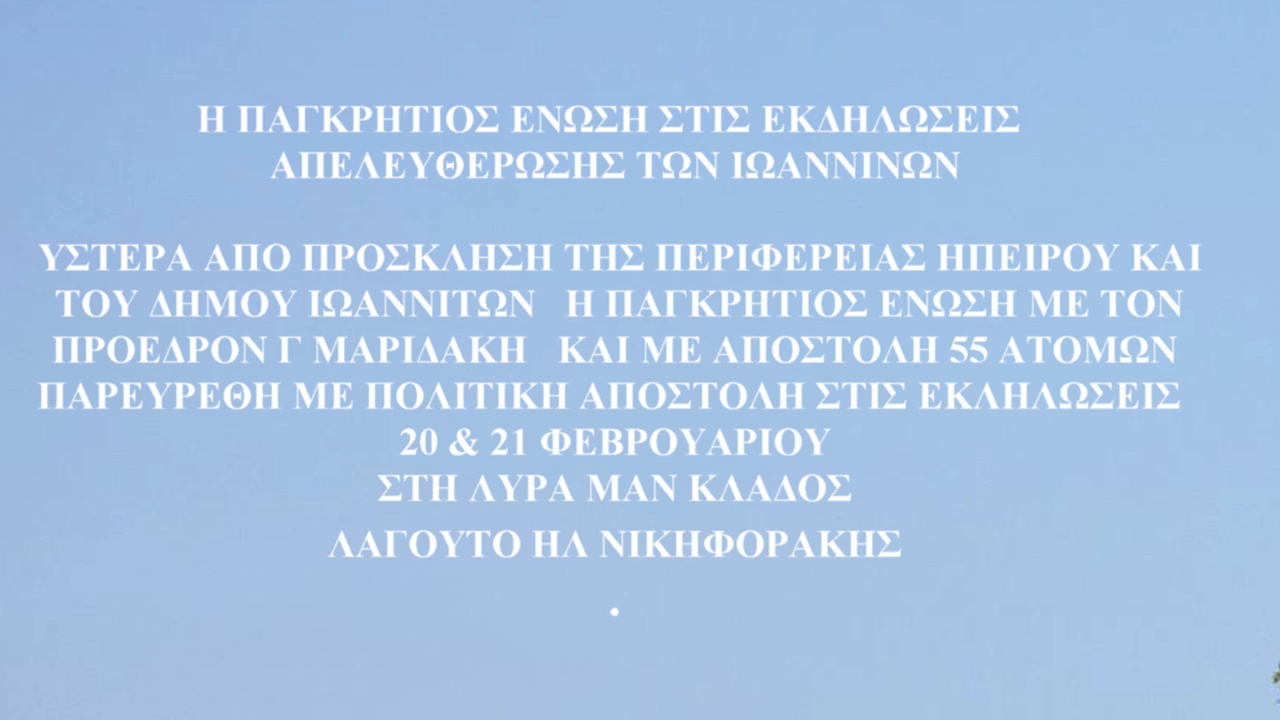 Η ΠΑΓΚΡΗΤΙΟΣ ΕΝΩΣΗ ΣΤΙΣ ΕΚΔΗΛΩΣΕΙΣ
ΑΠΕΛΕΥΘΕΡΩΣΗΣ ΤΩΝ ΙΩΑΝΝΙΝΩΝ
ΥΣΤΕΡΑ ΑΠΟ ΠΡΟΣΚΛΗΣΗ ΤΗΣ ΠΕΡΙΦΕΡΕΙΑΣ ΗΠΕΙΡΟΥ ΚΑΙ
ΤΟΥ ΔΗΜΟΥ ΙΩΑΝΝΙΤΩΝ Η ΠΑΓΚΡΗΤΙΟΣ ΕΝΩΣΗ ΜΕ ΤΟΝ
ΠΡΟΕΔΡΟΝ Γ ΜΑΡΙΔΑΚΗ ΚΑΙ ΜΕ ΑΠΟΣΤΟΛΗ 55 ΑΤΟΜΩΝ
ΠΑΡΕΥΡΕΘΗ ΜΕ ΠΟΛΙΤΙΚΗ ΑΠΟΣΤΟΛΗ ΣΤΙΣ ΕΚΛΗΛΩΣΕΙΣ
20 & 21 ΦΕΒΡΟΥΑΡΙΟΥ
ΣΤΗ ΛΥΡΑ ΜΑΝ ΚΛΑΔΟΣ
ΛΑΓΟΥΤΟ ΗΛ ΝΙΚΗΦΟΡΑΚΗΣ
.